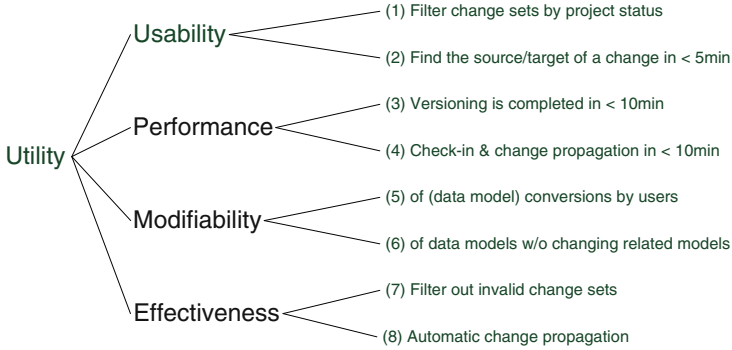 Utility
Usability
(1) Filter change sets by project status
(2) Find the source/target of a change in < 5min
Performance
(3) Versioning is completed in < 10min
(4) Check-in & change propagation in < 10min
Modifiability
(5) of (data model) conversions by users
(6) of data models w/o changing related models
Effectiveness
(7) Filter out invalid change sets
(8) Automatic change propagation